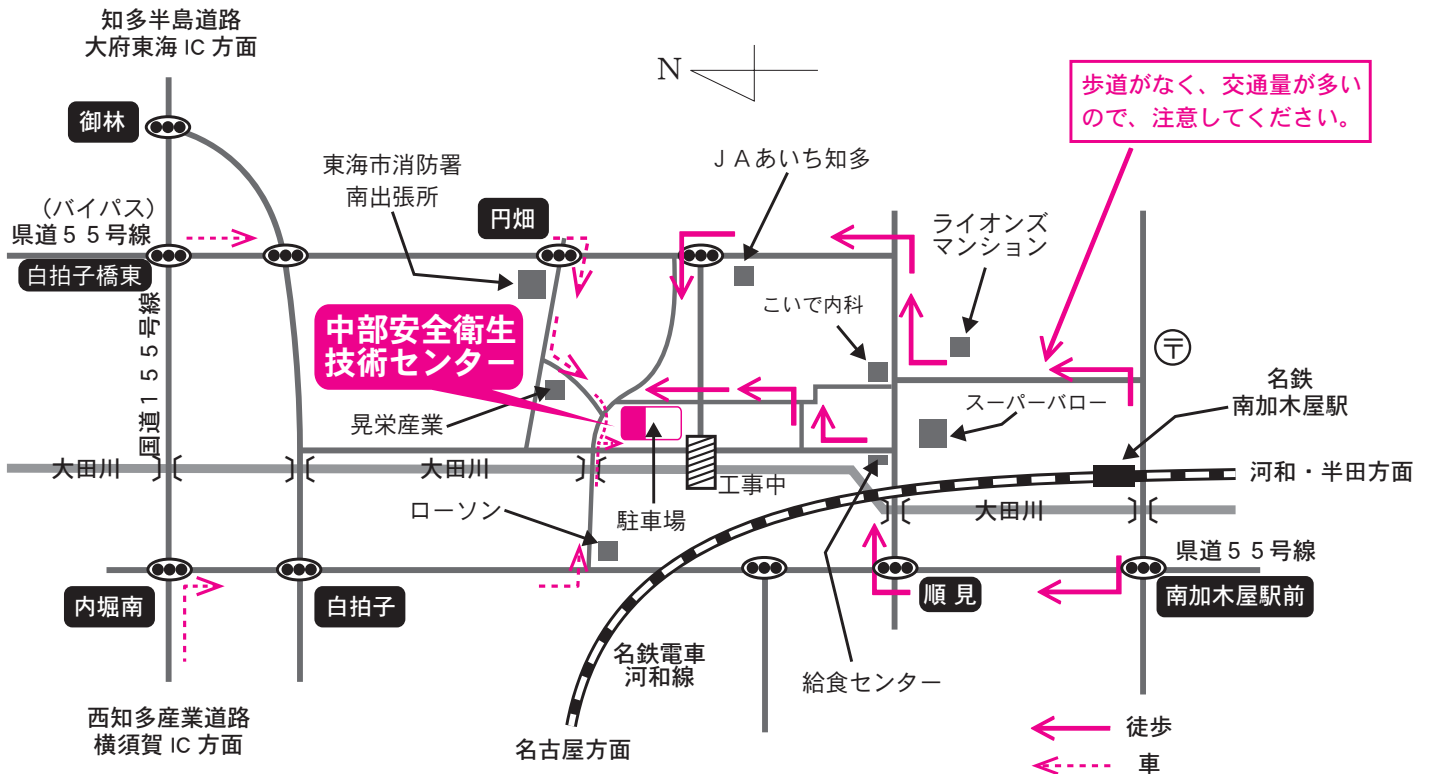 知多半島道路
大府東海 IC 方面
N
歩道がなく、交通量が多い
ので、注意してください。
御林
東海市消防署
南出張所
ＪＡあいち知多
（バイパス）
県道５５号線
円畑
ライオンズ
マンション
白拍子橋東
国道１５５号線
中部安全衛生
技術センター
こいで内科
〒
名鉄
南加木屋駅
スーパーバロー
晃栄産業
大田川
大田川
河和・半田方面
工事中
ローソン
駐車場
大田川
県道５５号線
内堀南
白拍子
順見
南加木屋駅前
名鉄電車
河和線
給食センター
西知多産業道路
横須賀 IC 方面
名古屋方面
徒歩
車